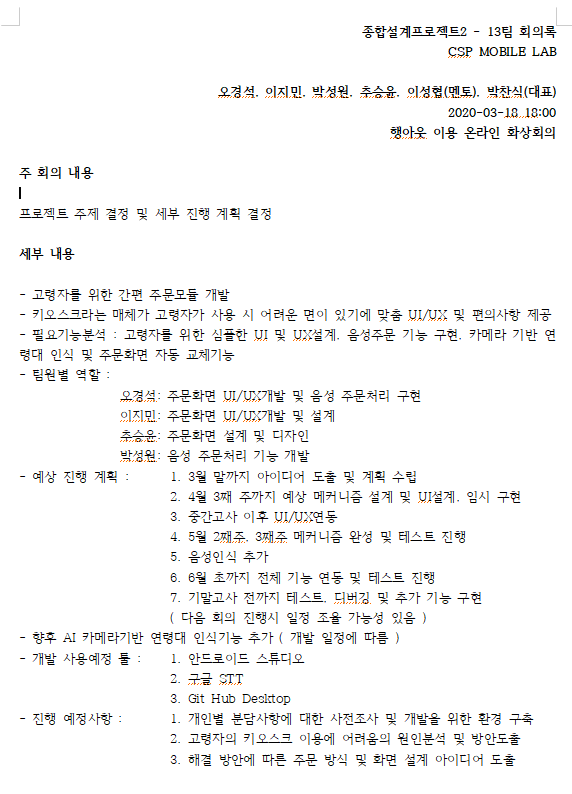 종합설계프로젝트2 - 13팀 회의록
CSP MOBILE LAB
오경석, 이지민, 박성원, 추승윤, 이성협(멘토), 박찬식(대표)
2020-03-18 18:00
행아웃 이용 온라인 화상회의
주 회의 내용
프로젝트 주제 결정 및 세부 진행 계획 결정
세부 내용
- 고령자를 위한 간편 주문모듈 개발
- 키오스크라는 매체가 고령자가 사용 시 어려운 면이 있기에 맞춤 UI/UX 및 편의사항 제공
- 필요기능분석 : 고령자를 위한 심플한 UI 및 UX설계, 음성주문 기능 구현, 카메라 기반 연
령대 인식 및 주문화면 자동 교체기능
- 팀원별 역할 :
오경석: 주문화면 UI/UX개발 및 음성 주문처리 구현
이지민: 주문화면 UI/UX개발 및 설계
추승윤: 주문화면 설계 및 디자인
박성원: 음성 주문처리 기능 개발
- 예상 진행 계획 : 1. 3월 말까지 아이디어 도출 및 계획 수립
2. 4월 3째 주까지 예상 메커니즘 설계 및 UI설계, 임시 구현
3. 중간고사 이후 UI/UX연동
4. 5월 2째주, 3째주 메커니즘 완성 및 테스트 진행
5. 음성인식 추가
6. 6월 초까지 전체 기능 연동 및 테스트 진행
7. 기말고사 전까지 테스트, 디버깅 및 추가 기능 구현
( 다음 회의 진행시 일정 조율 가능성 있음 )
- 향후 AI 카메라기반 연령대 인식기능 추가 ( 개발 일정에 따름 )
- 개발 사용예정 툴 : 1. 안드로이드 스튜디오
2. 구글 STT
3. Git Hub Desktop
- 진행 예정사항 : 1. 개인별 분담사항에 대한 사전조사 및 개발을 위한 환경 구축
2. 고령자의 키오스크 이용에 어려움의 원인분석 및 방안도출
3. 해결 방안에 따른 주문 방식 및 화면 설계 아이디어 도출